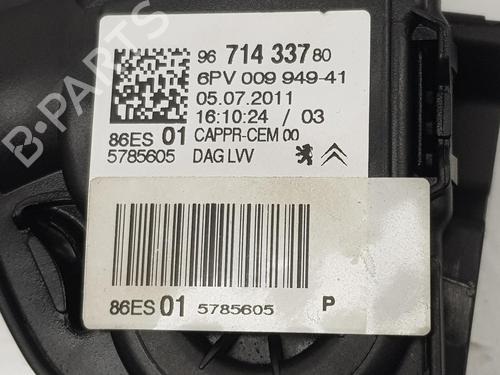 96 714 337 80
6PV 009 949-41
05.07.2011
16:10:24 / 03
86ES 01 CAPPR-CEM 00
5785605 DAG LVV
86ES 01 5785605 P